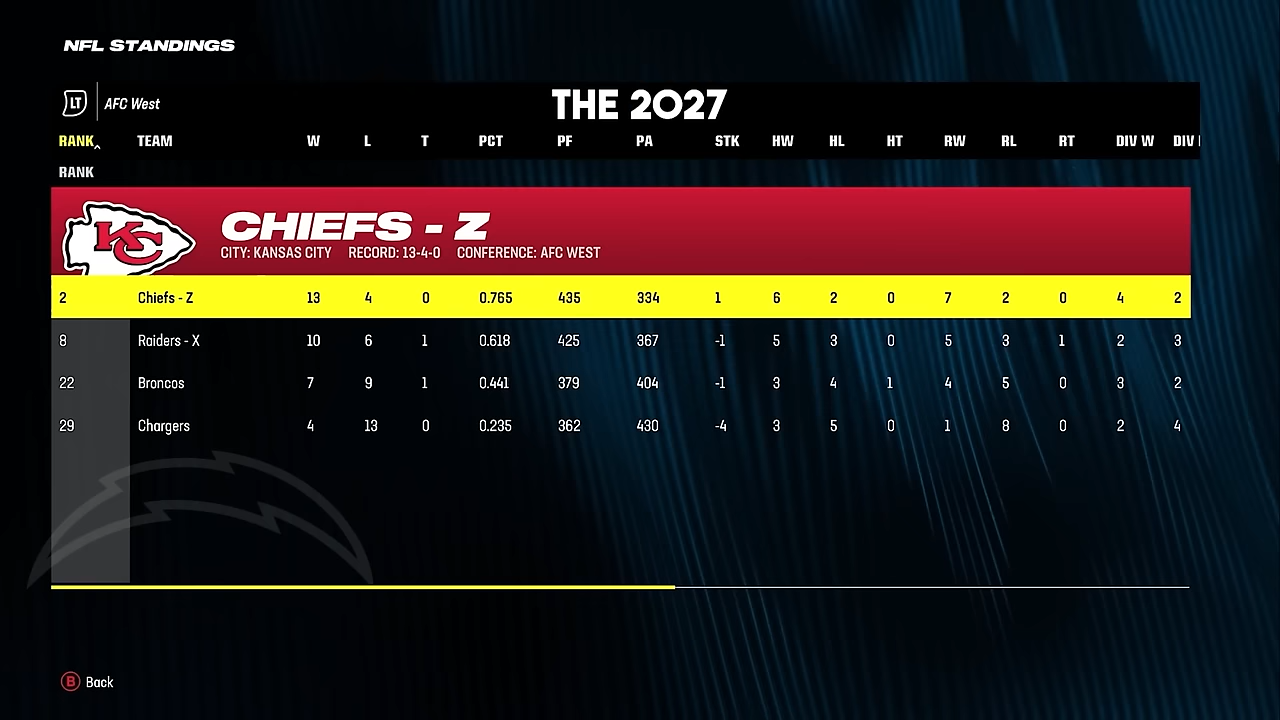 NFL STANDINGS
LT AFC West THE 2027
RANK TEAM W L T PCT PF PA STK HW HL HT RW RL RT DIV W DIV
RANK
KC CHIEFS - Z
CITY: KANSAS CITY RECORD: 13-4-0 CONFERENCE: AFC WEST
2 Chiefs - Z 13 4 0 0.765 435 334 1 6 2 0 7 2 0 4 2
8 Raiders - X 10 6 1 0.618 425 367 -1 5 3 0 5 3 1 2 3
22 Broncos 7 9 1 0.441 379 404 -1 3 4 1 4 5 0 3 2
29 Chargers 4 13 0 0.235 362 430 -4 3 5 0 1 8 0 2 4
B Back